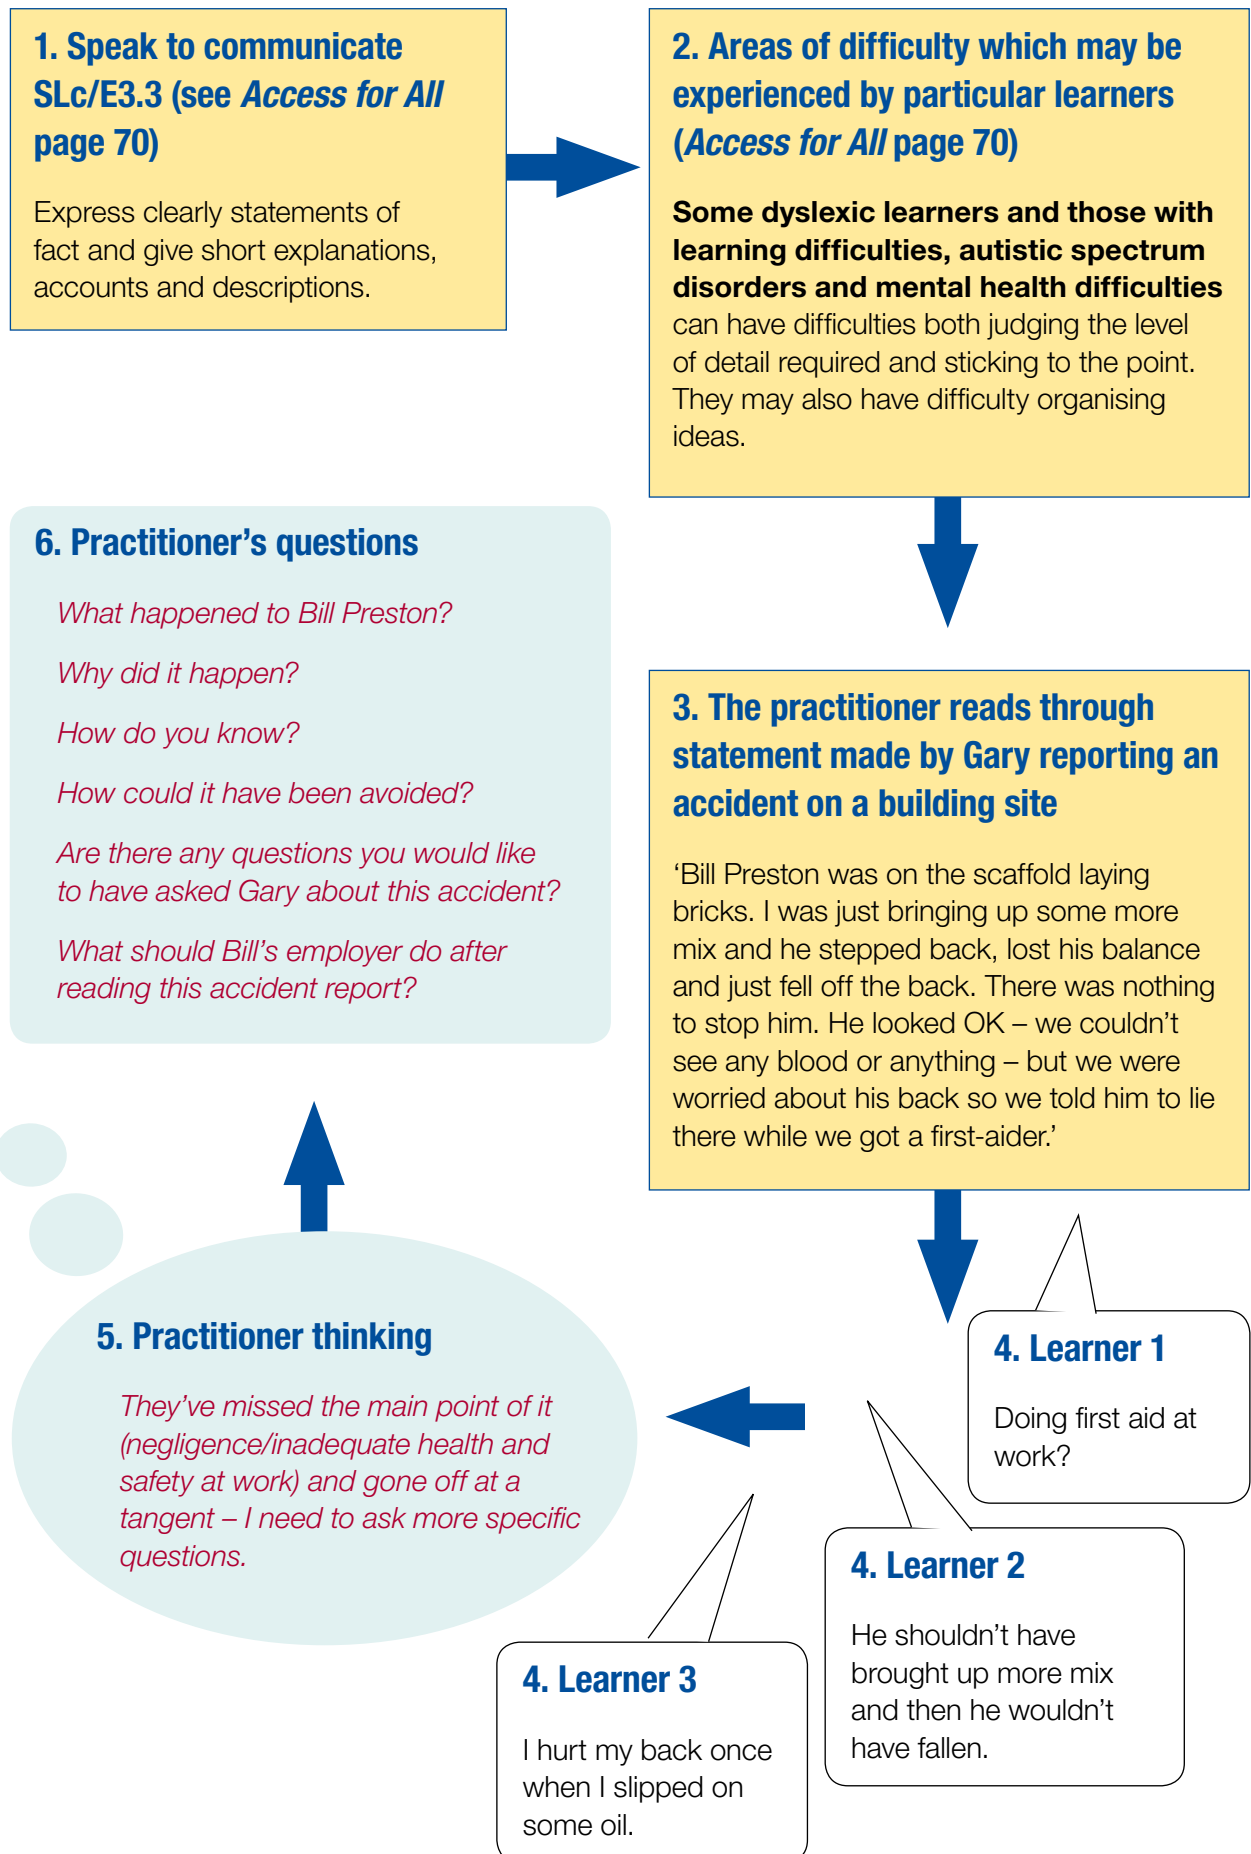 1. Speak to communicate
SLc/E3.3 (see Access for All
page 70)
Express clearly statements of
fact and give short explanations,
accounts and descriptions.
2. Areas of difficulty which may be
experienced by particular learners
(Access for All page 70)
Some dyslexic learners and those with
learning difficulties, autistic spectrum
disorders and mental health difficulties
can have difficulties both judging the level
of detail required and sticking to the point.
They may also have difficulty organising
ideas.
3. The practitioner reads through
statement made by Gary reporting an
accident on a building site
‘Bill Preston was on the scaffold laying
bricks. I was just bringing up some more
mix and he stepped back, lost his balance
and just fell off the back. There was nothing
to stop him. He looked OK – we couldn’t
see any blood or anything – but we were
worried about his back so we told him to lie
there while we got a first-aider.’
4. Learner 1
Doing first aid at
work?
4. Learner 2
He shouldn’t have
brought up more mix
and then he wouldn’t
have fallen.
4. Learner 3
I hurt my back once
when I slipped on
some oil.
5. Practitioner thinking
They’ve missed the main point of it
(negligence/inadequate health and
safety at work) and gone off at a
tangent – I need to ask more specific
questions.
6. Practitioner’s questions
What happened to Bill Preston?
Why did it happen?
How do you know?
How could it have been avoided?
Are there any questions you would like
to have asked Gary about this accident?
What should Bill’s employer do after
reading this accident report?